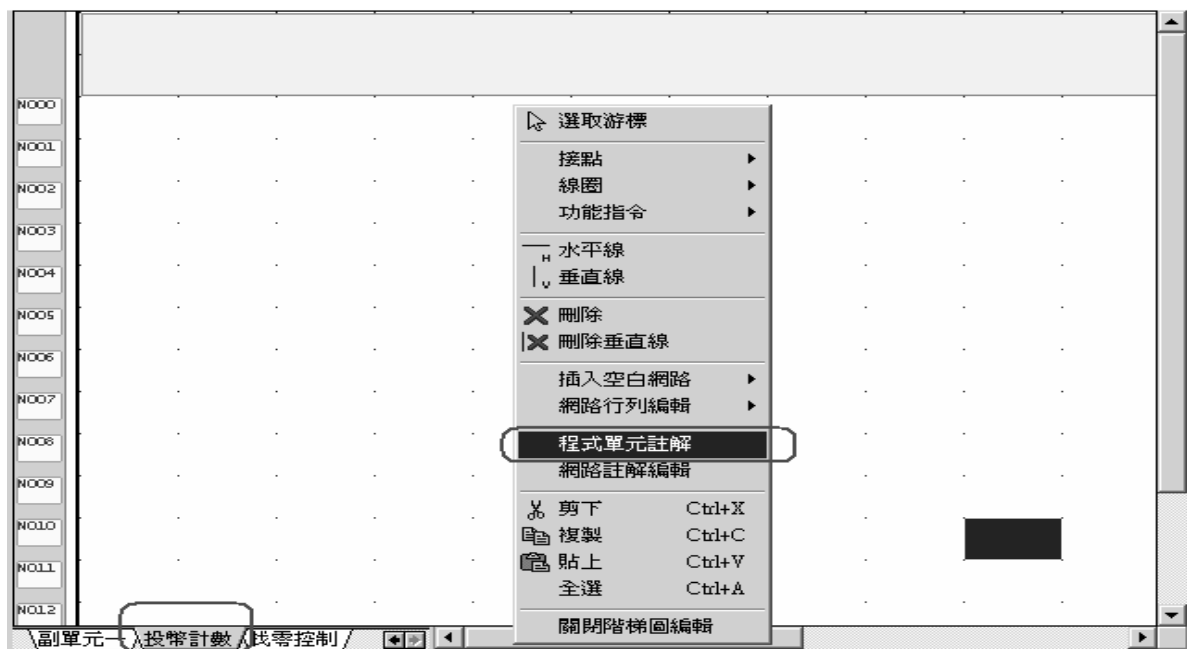 N000
選取游標
N001
接點
N002
線圈
功能指令
N003
水平線
H
N004
垂直線
V
N005
刪除
刪除垂直線
N006
插入空白網路
N007
網路行列編輯
N008
程式單元註解
網路註解編輯
N009
剪下 Ctrl+X
N010
複製 Ctrl+C
N011
貼上 Ctrl+V
全選 Ctrl+A
N012
關閉階梯圖編輯
副單元一 投幣計數 找零控制